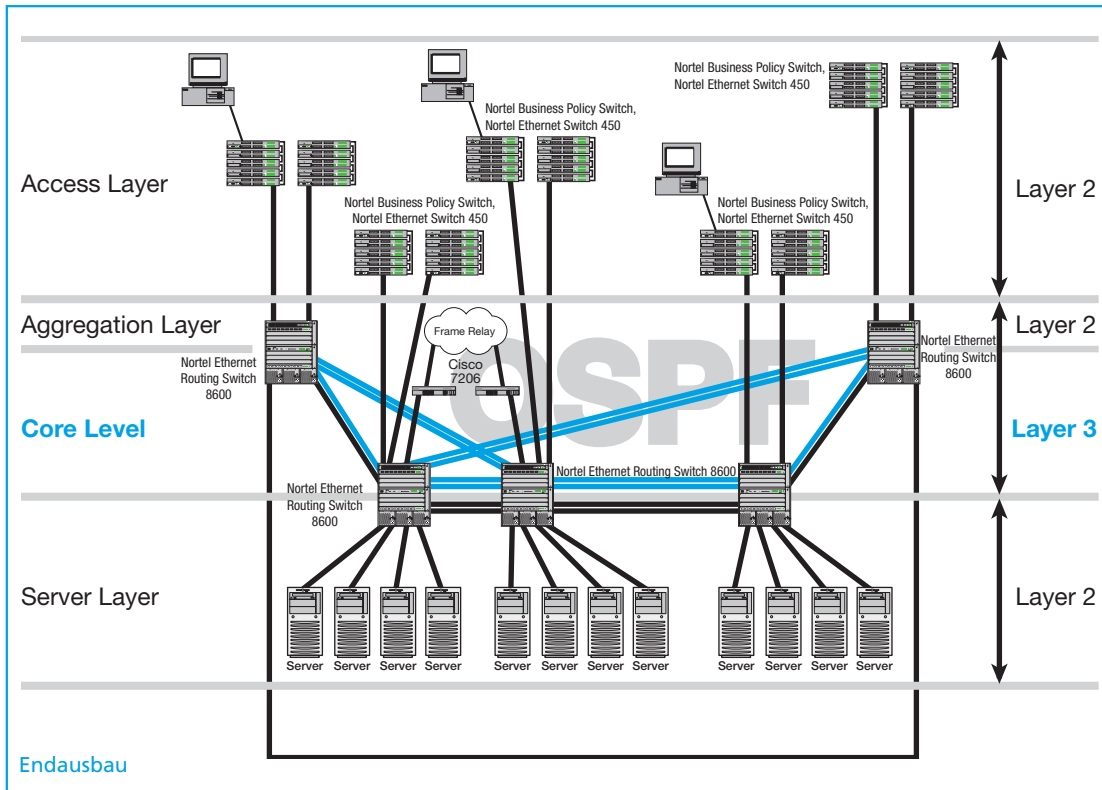 Nortel Business Policy Switch,
Nortel Ethernet Switch 450
Nortel Business Policy Switch,
Nortel Ethernet Switch 450
Access Layer
Layer 2
Nortel Business Policy Switch,
Nortel Ethernet Switch 450
Nortel Business Policy Switch,
Nortel Ethernet Switch 450
Aggregation Layer
Layer 2
Frame Relay
Nortel Ethernet
Routing Switch
8600
Cisco
7206
OSPF
Nortel Ethernet
Routing Switch
8600
Core Level
Layer 3
Nortel Ethernet Routing Switch 8600
Nortel Ethernet
Routing Switch
8600
Server Layer
Layer 2
Server Server Server Server Server Server Server Server Server Server Server Server
Endausbau